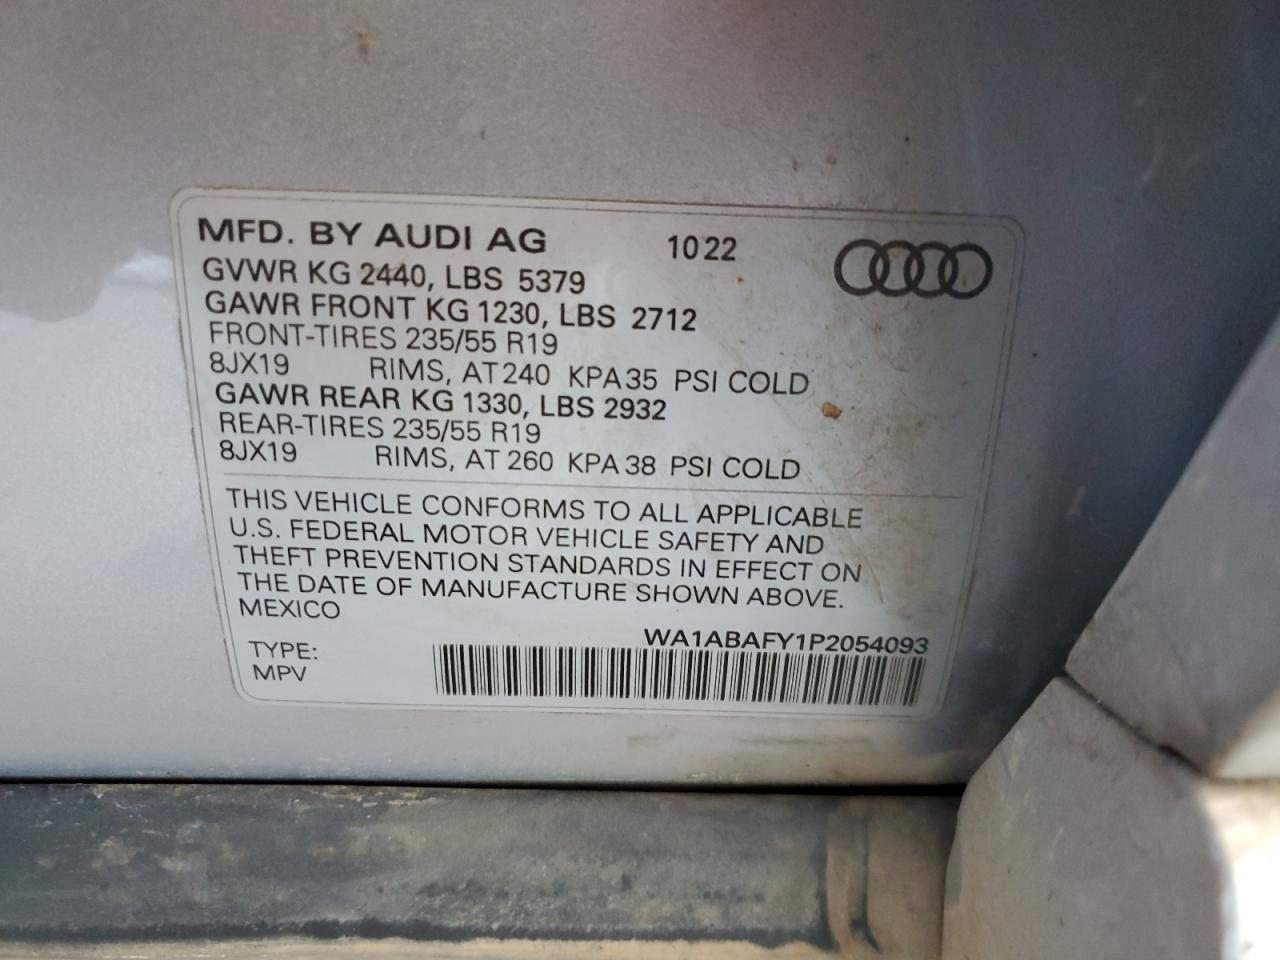 MFD. BY AUDI AG 1022
GVWR KG 2440, LBS 5379
GAWR FRONT KG 1230, LBS 2712
FRONT-TIRES 235/55 R19
8JX19 RIMS, AT 240 KPA 35 PSI COLD
GAWR REAR KG 1330, LBS 2932
REAR-TIRES 235/55 R19
8JX19 RIMS, AT 260 KPA 38 PSI COLD
THIS VEHICLE CONFORMS TO ALL APPLICABLE
U.S. FEDERAL MOTOR VEHICLE SAFETY AND
THEFT PREVENTION STANDARDS IN EFFECT ON
THE DATE OF MANUFACTURE SHOWN ABOVE.
MEXICO
WA1ABAFY1P2054093
TYPE:
MPV